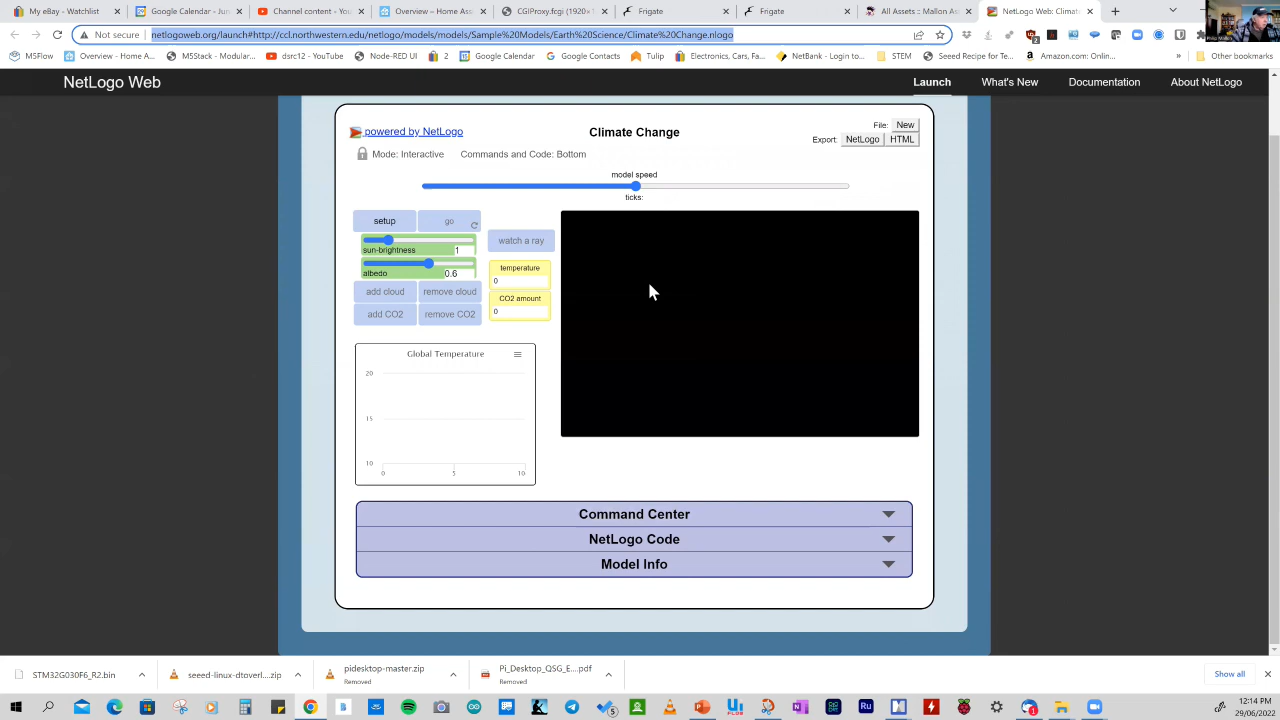 My eBay - Watchlist
Google Calendar - Jun
Channel content - You
Overview – Home Ass
CGIProxy.fcgi (1920×1
Frigate
Frigate
All Assets :: Mallon As
NetLogo Web: Climat
Not secure
netlogoweb.org/launch#http://ccl.northwestern.edu/netlogo/models/models/Sample%20Models/Earth%20Science/Climate%20Change.nlogo
M5Flow
Overview - Home A...
M5Stack - Modular...
dsrc12 - YouTube
Node-RED UI
2
Google Calendar
Google Contacts
Tulip
Electronics, Cars, Fa...
NetBank - Login to...
STEM
Seeed Recipe for Te...
Amazon.com: Onlin...
»
Other bookmarks
NetLogo Web
Launch
What's New
Documentation
About NetLogo
powered by NetLogo
Climate Change
File: New
Export: NetLogo HTML
Mode: Interactive
Commands and Code: Bottom
model speed
ticks:
setup
go
watch a ray
sun-brightness 1
albedo 0.6
temperature
0
add cloud
remove cloud
CO2 amount
0
add CO2
remove CO2
Global Temperature
20
15
10
0 5 10
Command Center
NetLogo Code
Model Info
STM32G030F6_R2.bin
seeed-linux-dtoverl....zip
pidesktop-master.zip
Removed
Pi_Desktop_QSG_E....pdf
Removed
Show all
12:14 PM
29/06/2022